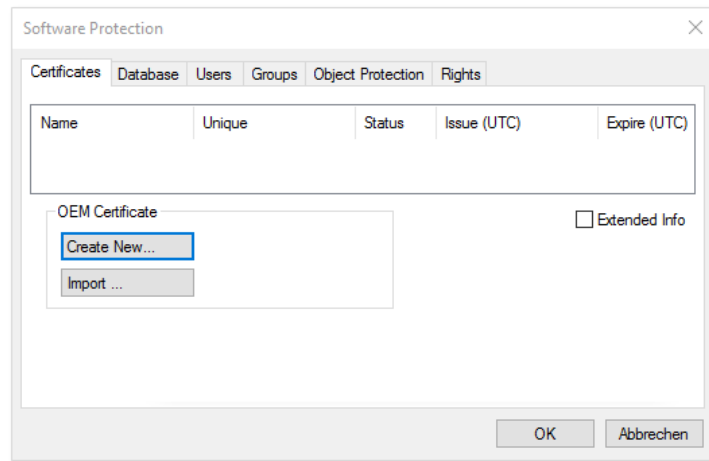 Software Protection
Certificates Database Users Groups Object Protection Rights
Name Unique Status Issue (UTC) Expire (UTC)
OEM Certificate
Extended Info
Create New...
Import ...
OK Abbrechen